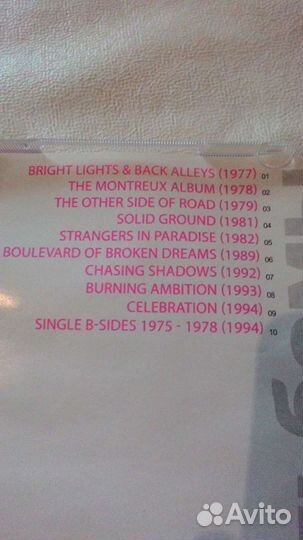 BRIGHT LIGHTS & BACK ALLEYS (1977) 01
THE MONTREUX ALBUM (1978) 02
THE OTHER SIDE OF ROAD (1979) 03
SOLID GROUND (1981) 04
STRANGERS IN PARADISE (1982) 05
BOULEVARD OF BROKEN DREAMS (1989) 06
CHASING SHADOWS (1992) 07
BURNING AMBITION (1993) 08
CELEBRATION (1994) 09
SINGLE B-SIDES 1975 - 1978 (1994) 10
Avito